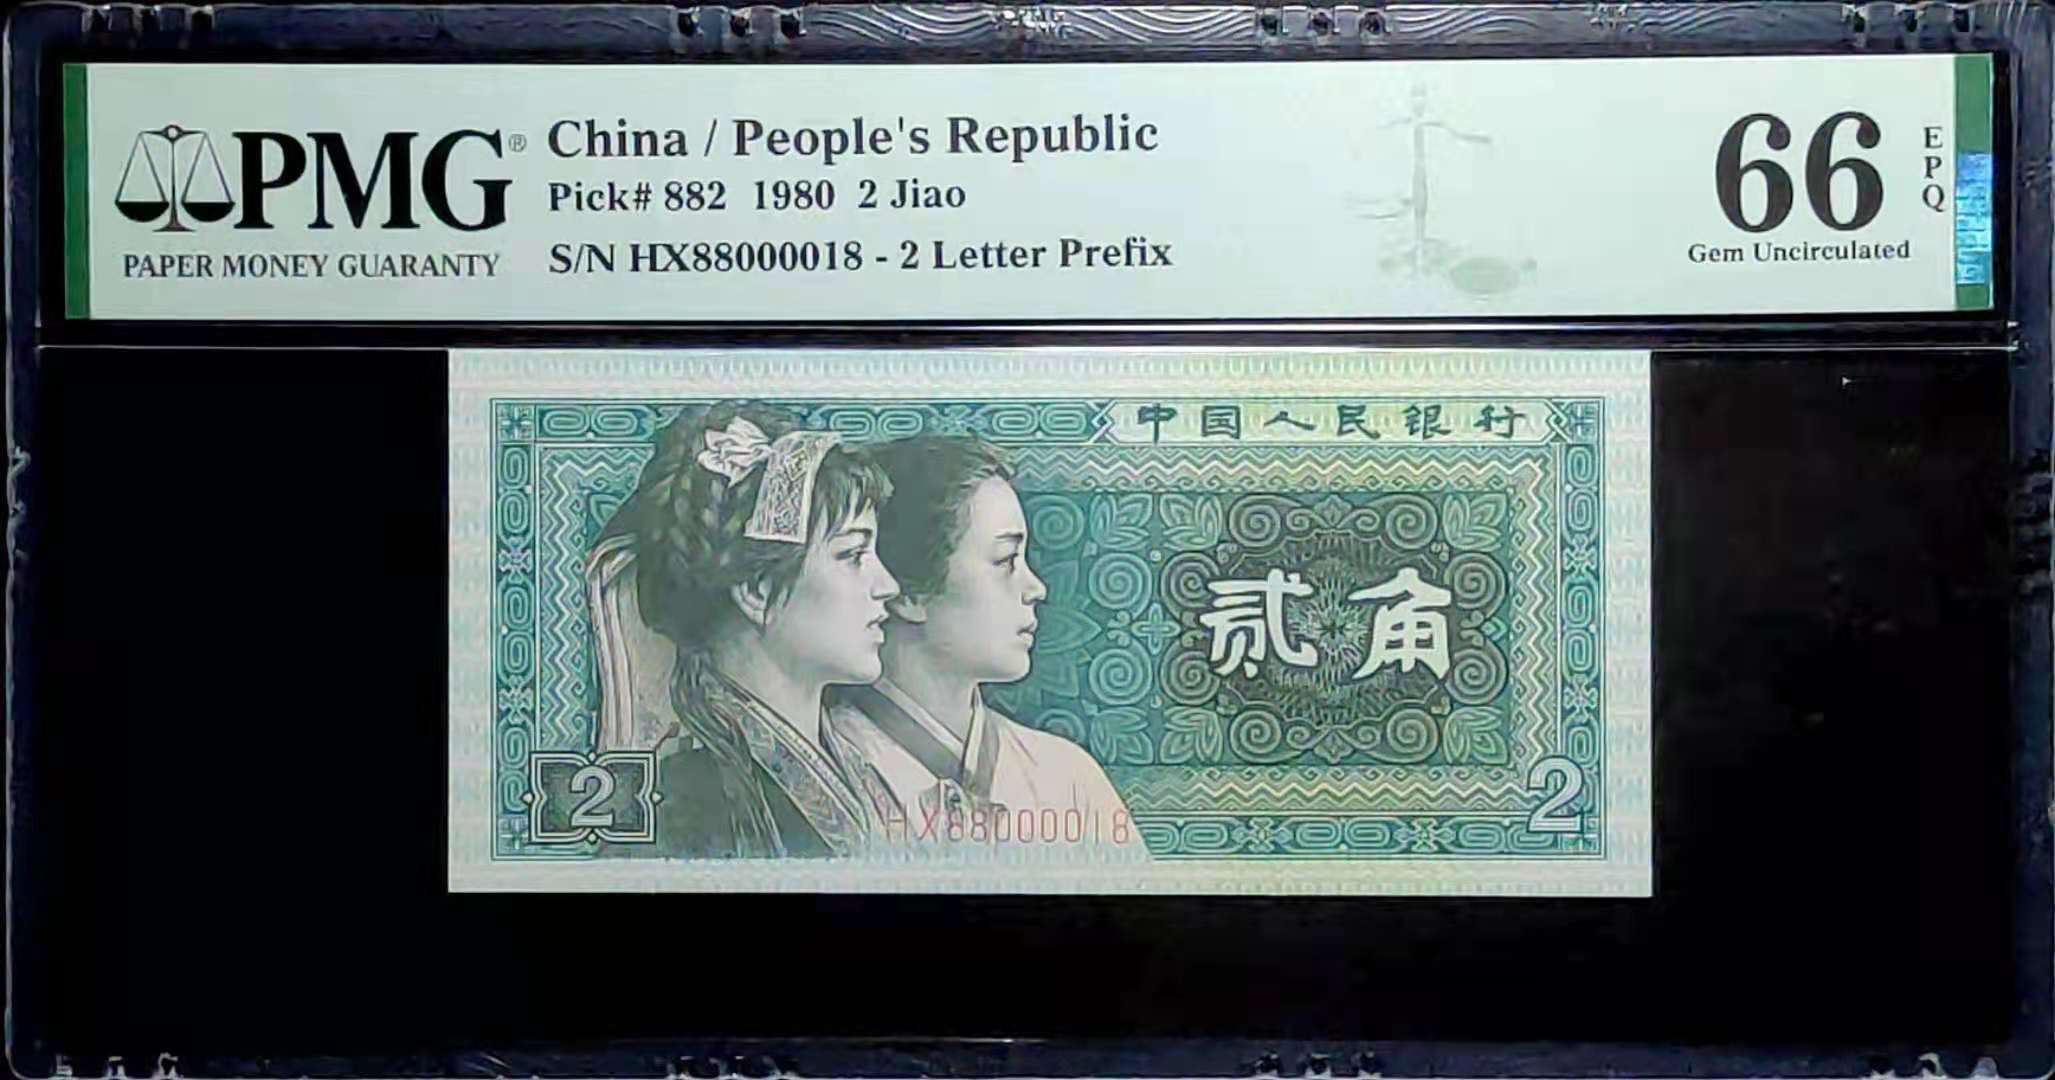 PMG®
PAPER MONEY GUARANTY
China / People's Republic
Pick# 882 1980 2 Jiao
S/N HX88000018 - 2 Letter Prefix
66
EPQ
Gem Uncirculated
中国人民银行
贰角
2
HX88000018
2